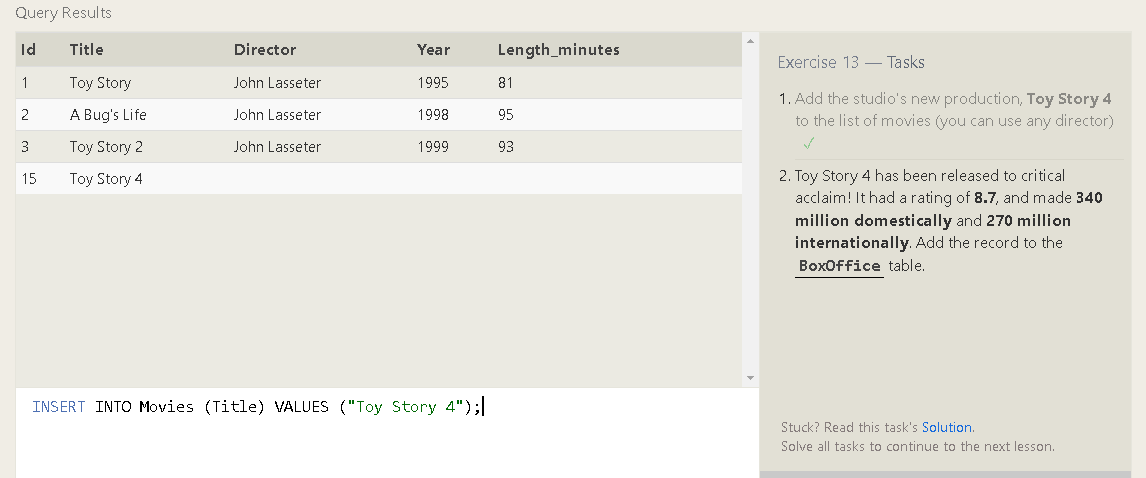 Query Results
Id Title Director Year Length_minutes
1 Toy Story John Lasseter 1995 81
2 A Bug's Life John Lasseter 1998 95
3 Toy Story 2 John Lasseter 1999 93
15 Toy Story 4
INSERT INTO Movies (Title) VALUES ("Toy Story 4");
Exercise 13 — Tasks
1. Add the studio's new production, Toy Story 4
to the list of movies (you can use any director)
✓
2. Toy Story 4 has been released to critical
acclaim! It had a rating of 8.7, and made 340
million domestically and 270 million
internationally. Add the record to the
BoxOffice table.
Stuck? Read this task's Solution.
Solve all tasks to continue to the next lesson.